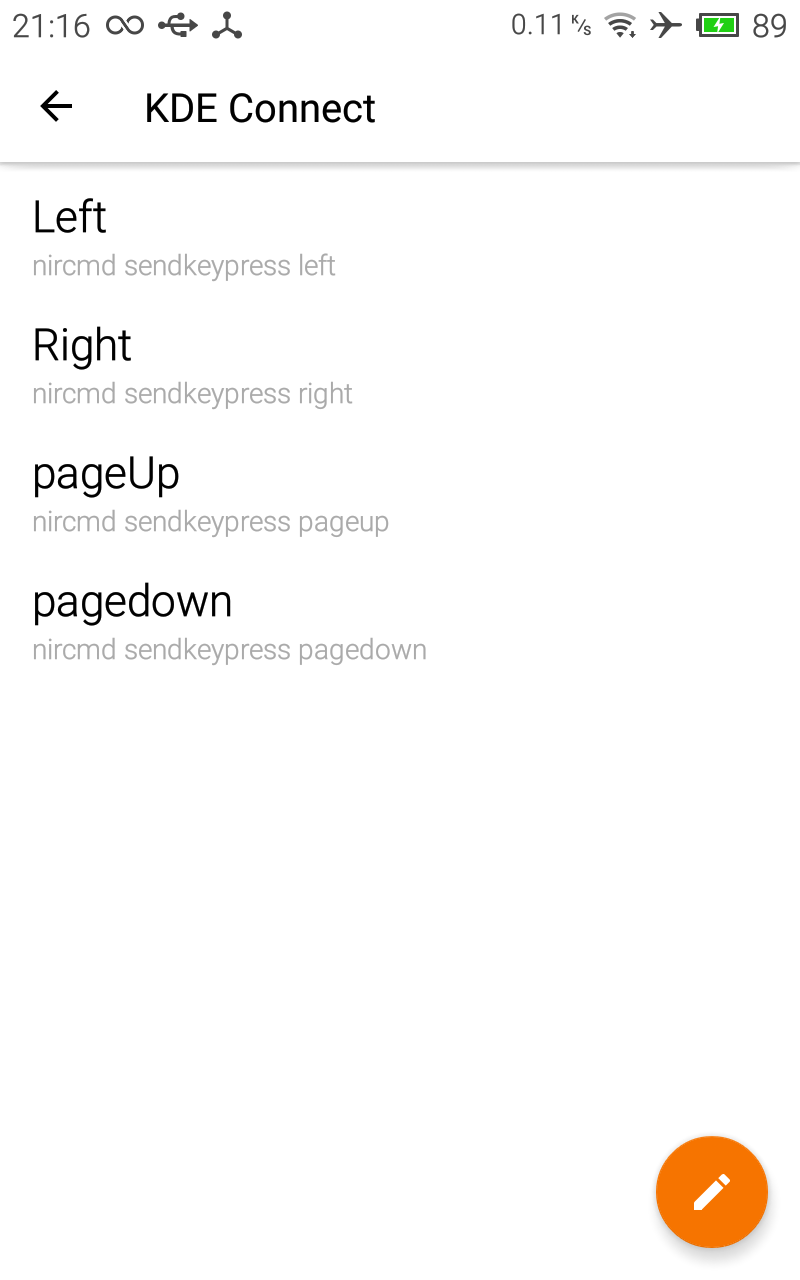 21:16 0.11 K/s 89
KDE Connect
Left
nircmd sendkeypress left
Right
nircmd sendkeypress right
pageUp
nircmd sendkeypress pageup
pagedown
nircmd sendkeypress pagedown